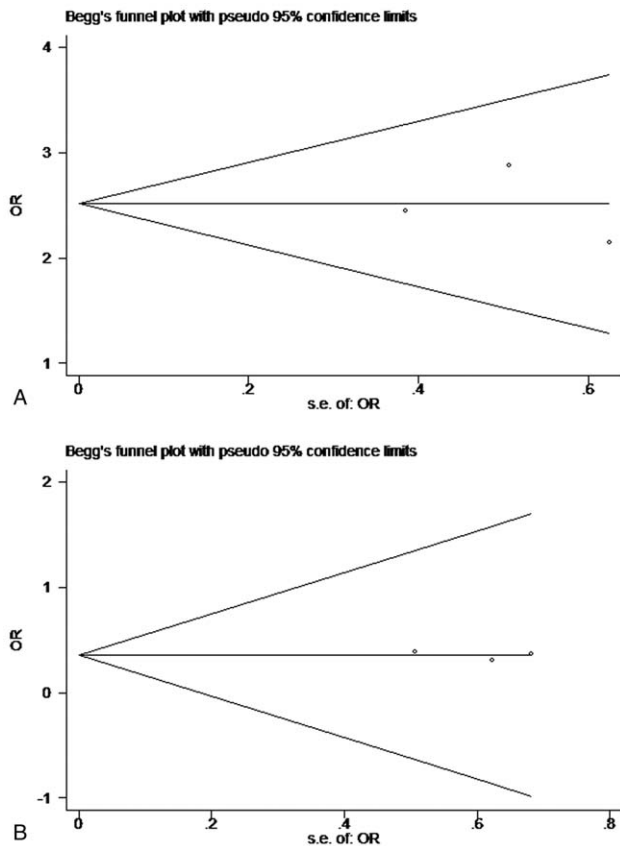 Begg's funnel plot with pseudo 95% confidence limits
4
3
OR
2
1
0 .2 .4 .6
s.e. of: OR
A
Begg's funnel plot with pseudo 95% confidence limits
2
1
OR
0
-1
0 .2 .4 .6 .8
s.e. of: OR
B